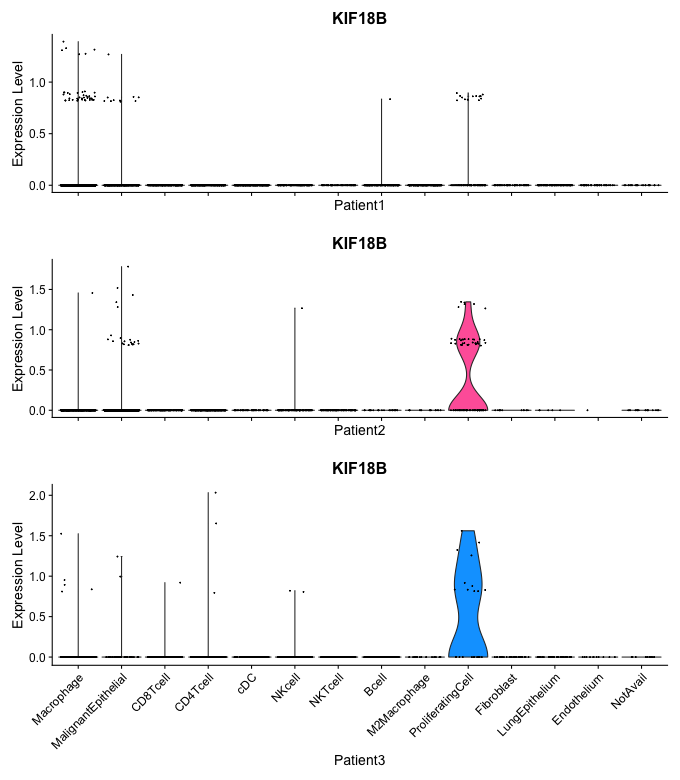 KIF18B
Expression Level
1.0
0.5
0.0
Patient1
KIF18B
Expression Level
1.5
1.0
0.5
0.0
Patient2
KIF18B
Expression Level
2.0
1.5
1.0
0.5
0.0
Macrophage
MalignantEpithelial
CD8Tcell
CD4Tcell
cDC
NKcell
NKTcell
Bcell
M2Macrophage
ProliferatingCell
Fibroblast
LungEpithelium
Endothelium
NotAvail
Patient3